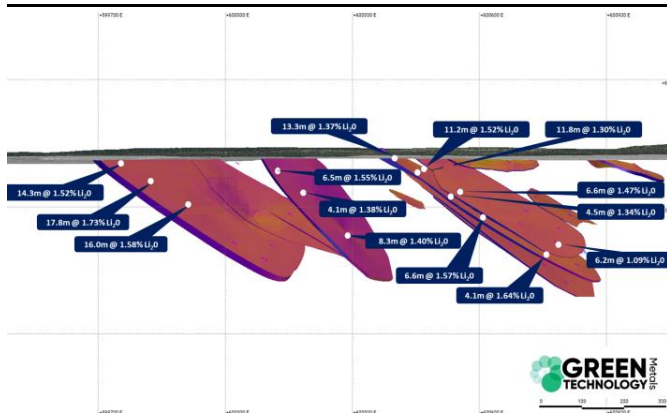 13.3m @ 1.37% Li₂O
11.2m @ 1.52% Li₂O
11.8m @ 1.30% Li₂O
14.3m @ 1.52% Li₂O
6.5m @ 1.55% Li₂O
6.6m @ 1.47% Li₂O
17.8m @ 1.73% Li₂O
4.1m @ 1.38% Li₂O
4.5m @ 1.34% Li₂O
16.0m @ 1.58% Li₂O
8.3m @ 1.40% Li₂O
6.2m @ 1.09% Li₂O
6.6m @ 1.57% Li₂O
4.1m @ 1.64% Li₂O
GREEN
TECHNOLOGY
Metals
0 100 200 300